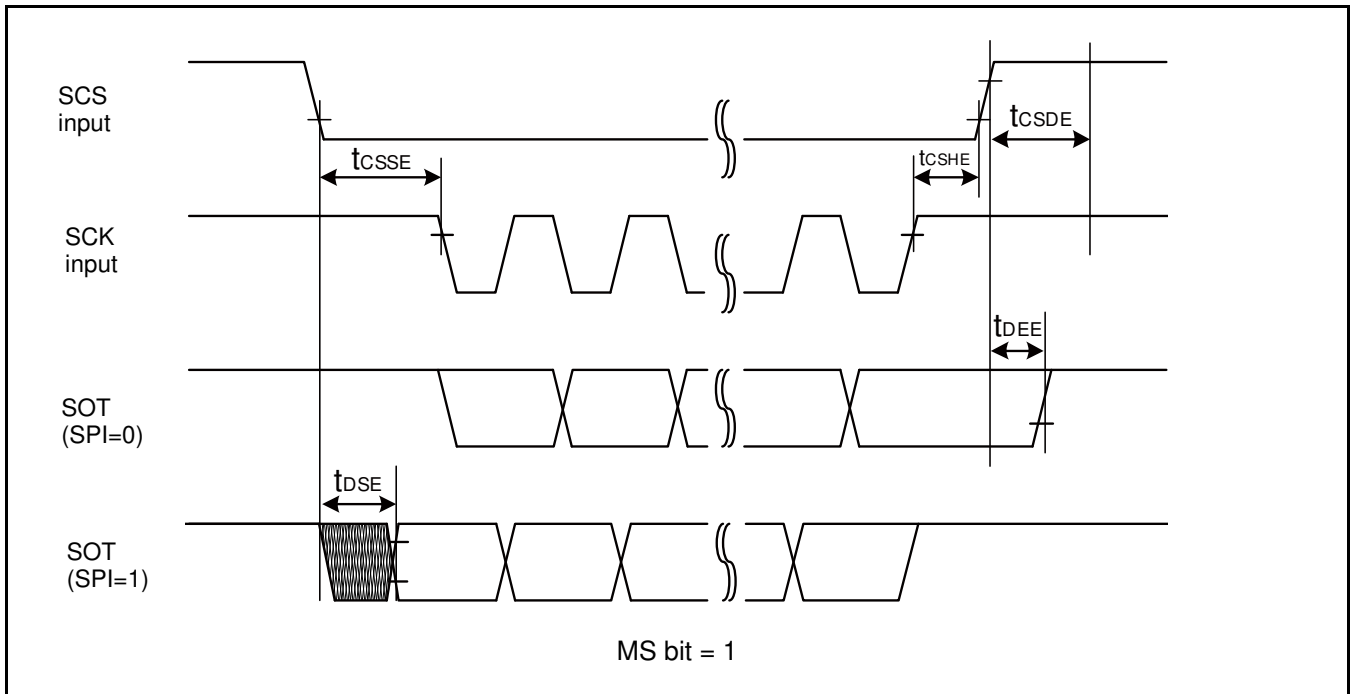 SCS
input
tCSDE
tCSSE
tCSHE
SCK
input
tDEE
SOT
(SPI=0)
tDSE
SOT
(SPI=1)
MS bit = 1